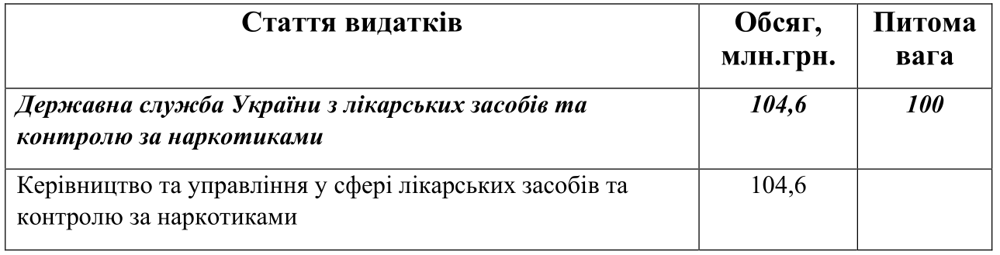 Стаття видатків
Обсяг,
млн.грн.
Питома
вага
Державна служба України з лікарських засобів та
контролю за наркотиками
104,6
100
Керівництво та управління у сфері лікарських засобів та
контролю за наркотиками
104,6